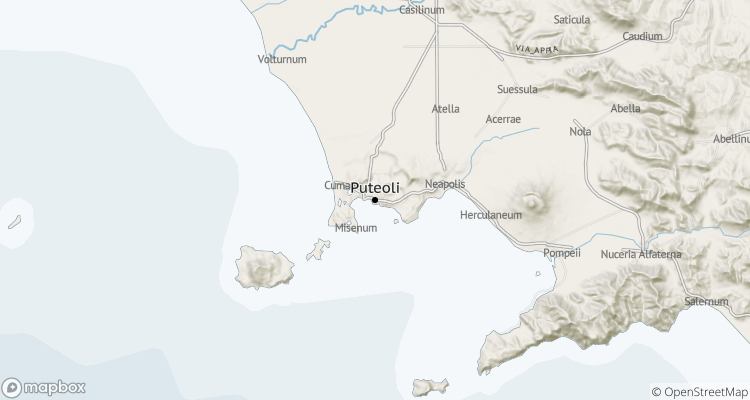 Casilinum
Saticula
Caudium
VIA APPIA
Volturnum
Suessula
Atella
Abella
Acerrae
Nola
Abellinu
Cuma
Puteoli
Neapolis
Herculaneum
Misenum
Pompeii
Nuceria Alfaterna
Salernum
mapbox
© OpenStreetMap